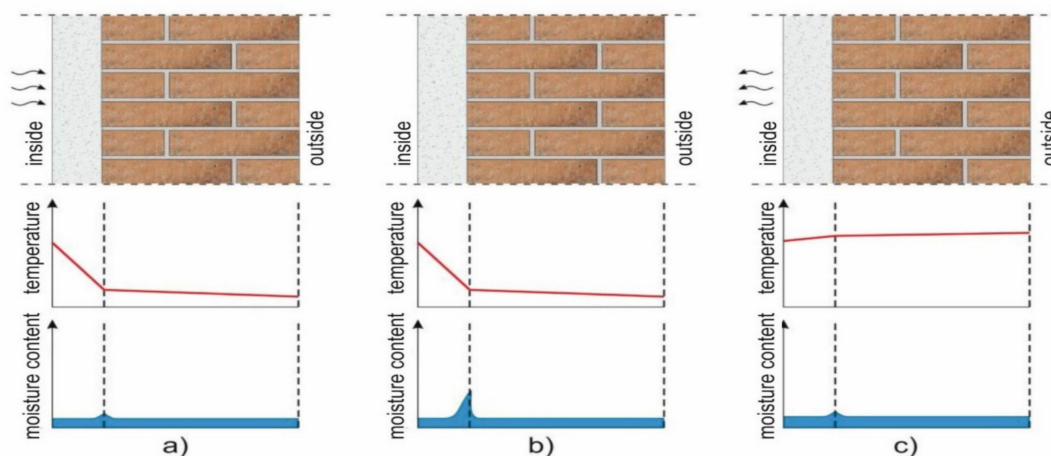 inside
outside
inside
outside
inside
outside
temperature
temperature
temperature
moisture content
moisture content
moisture content
a)
b)
c)